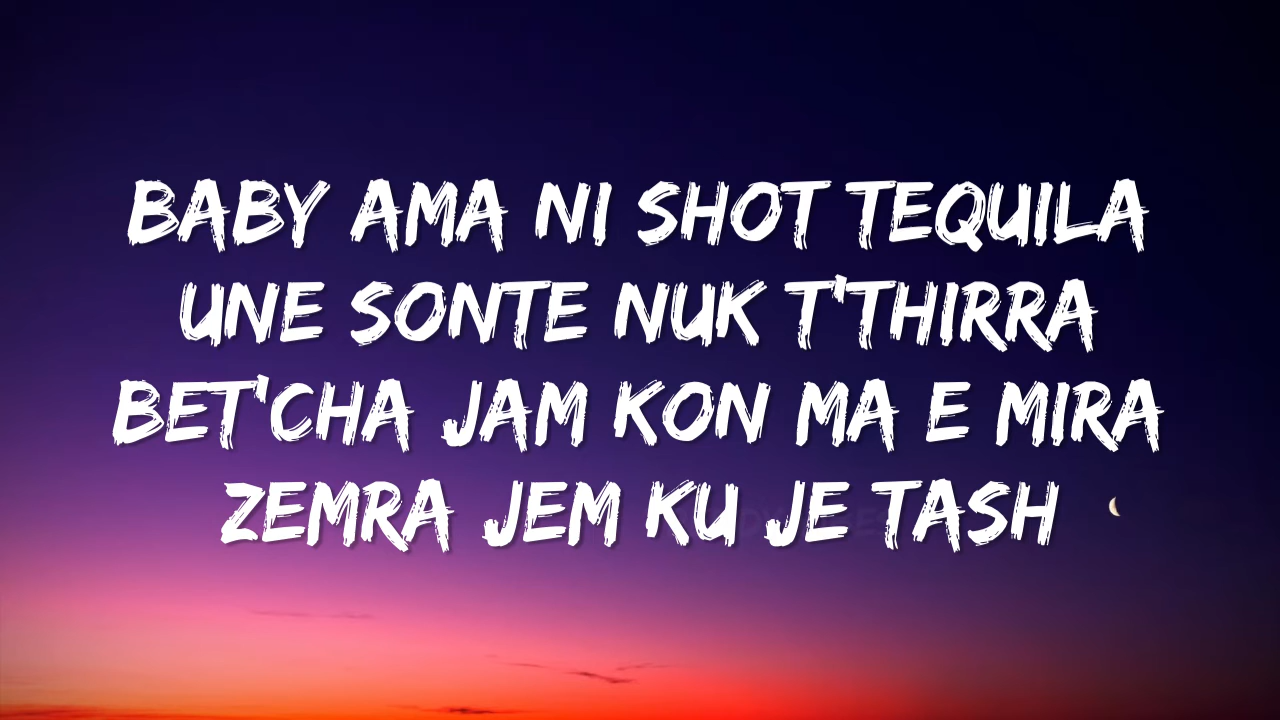 BABY AMA NI SHOT TEQUILA
UNE SONTE NUK T'THIRRA
BET'CHA JAM KON MA E MIRA
ZEMRA JEM KU JE TASH